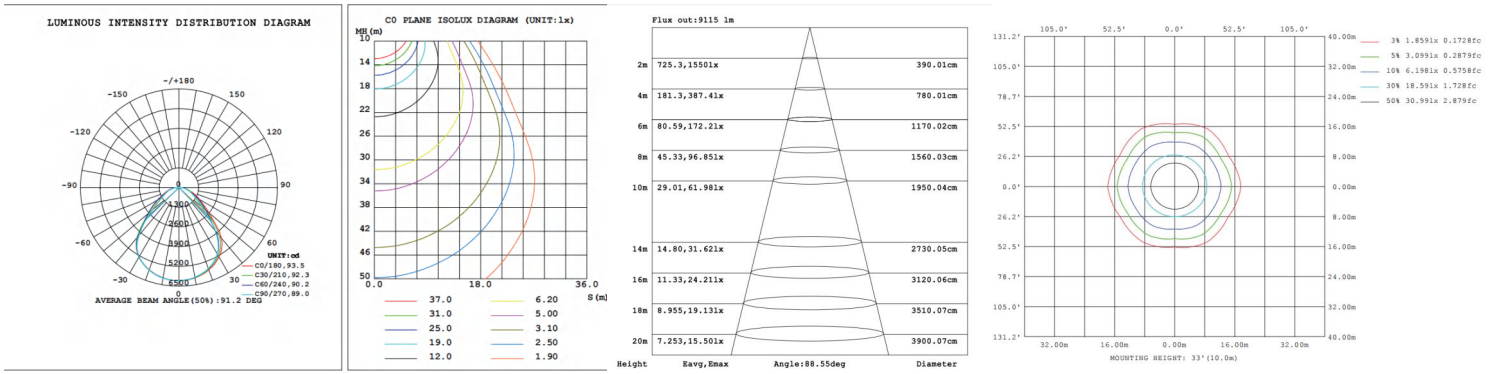 LUMINOUS INTENSITY DISTRIBUTION DIAGRAM
-/+180
-150
150
-120
120
-90
90
0
1300
2600
-60
60
3900
5200
6500
-30
30
0
UNIT:cd
C0/180,93.5
C30/210,92.3
C60/240,90.2
C90/270,89.0
AVERAGE BEAM ANGLE(50%):91.2 DEG
C0 PLANE ISOLUX DIAGRAM (UNIT:lx)
MH(m)
10
14
18
22
26
30
34
38
42
46
50
0.0
18.0
36.0
S(m)
37.0
6.20
31.0
5.00
25.0
3.10
19.0
2.50
12.0
1.90
Flux out:9115 lm
2m 725.3,1550lx 390.01cm
4m 181.3,387.4lx 780.01cm
6m 80.59,172.2lx 1170.02cm
8m 45.33,96.85lx 1560.03cm
10m 29.01,61.98lx 1950.04cm
14m 14.80,31.62lx 2730.05cm
16m 11.33,24.21lx 3120.06cm
18m 8.955,19.13lx 3510.07cm
20m 7.253,15.50lx 3900.07cm
Height Eavg,Emax Angle:88.55deg Diameter
105.0' 52.5' 0.0' 52.5' 105.0'
131.2' 40.00m
105.0' 32.00m
78.7' 24.00m
52.5' 16.00m
26.2' 8.00m
0.0' 0.00m
26.2' 8.00m
52.5' 16.00m
78.7' 24.00m
105.0' 32.00m
131.2' 40.00m
32.00m 16.00m 0.00m 16.00m 32.00m
MOUNTING HEIGHT: 33'(10.0m)
3% 1.859lx 0.1728fc
5% 3.099lx 0.2879fc
10% 6.198lx 0.5758fc
30% 18.59lx 1.728fc
50% 30.99lx 2.879fc